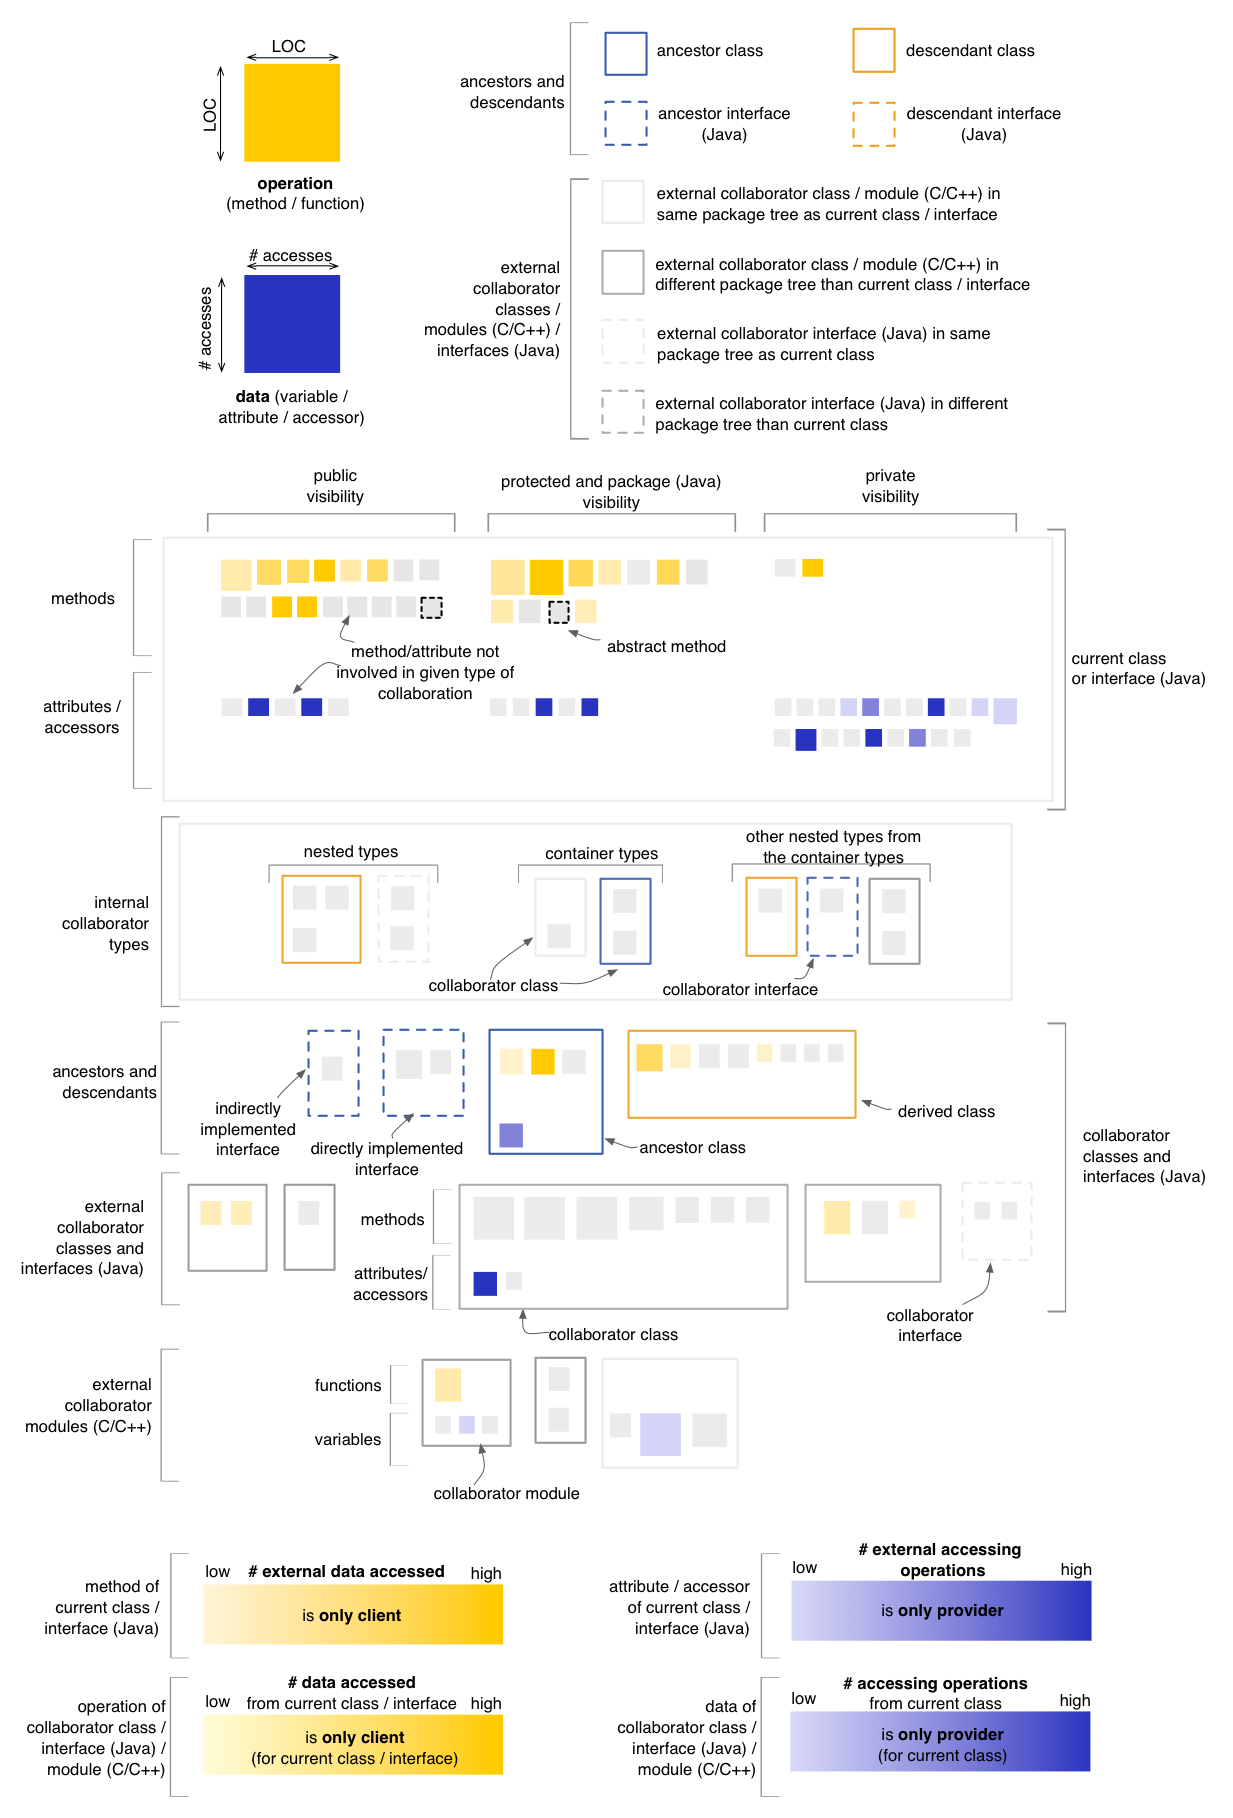 LOC
LOC
operation
(method / function)
# accesses
# accesses
data (variable /
attribute / accessor)
ancestors and
descendants
ancestor class
descendant class
ancestor interface
(Java)
descendant interface
(Java)
external
collaborator
classes /
modules (C/C++) /
interfaces (Java)
external collaborator class / module (C/C++) in
same package tree as current class / interface
external collaborator class / module (C/C++) in
different package tree than current class / interface
external collaborator interface (Java) in same
package tree as current class
external collaborator interface (Java) in different
package tree than current class
public
visibility
protected and package (Java)
visibility
private
visibility
methods
method/attribute not
involved in given type of
collaboration
abstract method
attributes /
accessors
current class
or interface (Java)
internal
collaborator
types
nested types
container types
other nested types from
the container types
collaborator class
collaborator interface
ancestors and
descendants
indirectly
implemented
interface
directly implemented
interface
ancestor class
derived class
collaborator
classes and
interfaces (Java)
external
collaborator
classes and
interfaces (Java)
methods
attributes/
accessors
collaborator class
collaborator
interface
external
collaborator
modules (C/C++)
functions
variables
collaborator module
method of
current class /
interface (Java)
low # external data accessed high
is only client
attribute / accessor
of current class /
interface (Java)
# external accessing
low operations high
is only provider
operation of
collaborator class /
interface (Java) /
module (C/C++)
# data accessed
low from current class / interface high
is only client
(for current class / interface)
data of
collaborator class /
interface (Java) /
module (C/C++)
# accessing operations
low from current class high
is only provider
(for current class)